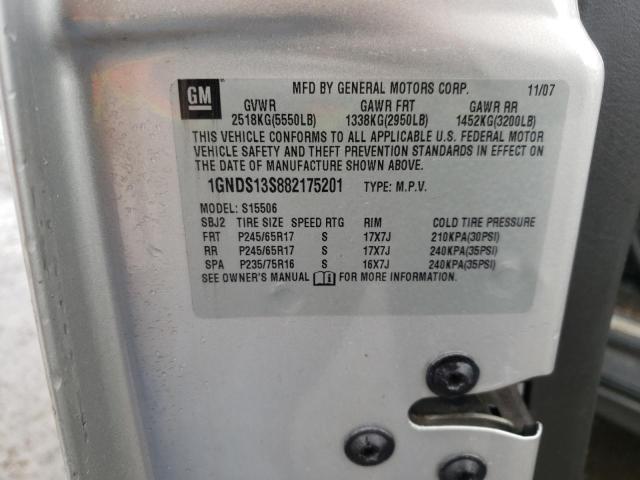 GM
MFD BY GENERAL MOTORS CORP. 11/07
GVWR GAWR FRT GAWR RR
2518KG(5550LB) 1338KG(2950LB) 1452KG(3200LB)
THIS VEHICLE CONFORMS TO ALL APPLICABLE U.S. FEDERAL MOTOR
VEHICLE SAFETY AND THEFT PREVENTION STANDARDS IN EFFECT ON
THE DATE OF MANUFACTURE SHOWN ABOVE.
1GNDS13S882175201 TYPE: M.P.V.
MODEL: S15506
SBJ2 TIRE SIZE SPEED RTG RIM COLD TIRE PRESSURE
FRT P245/65R17 S 17X7J 210KPA(30PSI)
RR P245/65R17 S 17X7J 240KPA(35PSI)
SPA P235/75R16 S 16X7J 240KPA(35PSI)
SEE OWNER'S MANUAL FOR MORE INFORMATION.